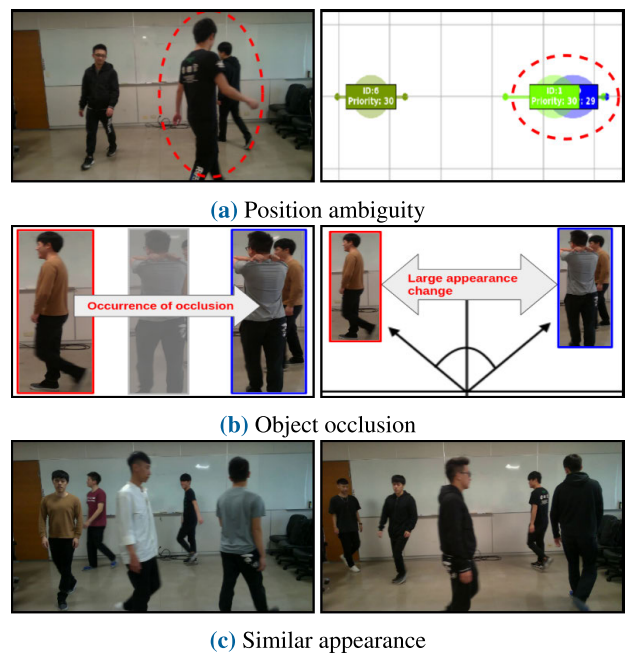 ID:6
Priority: 30
ID:1
Priority: 30
: 29
(a) Position ambiguity
Occurrence of occlusion
Large appearance
change
(b) Object occlusion
(c) Similar appearance